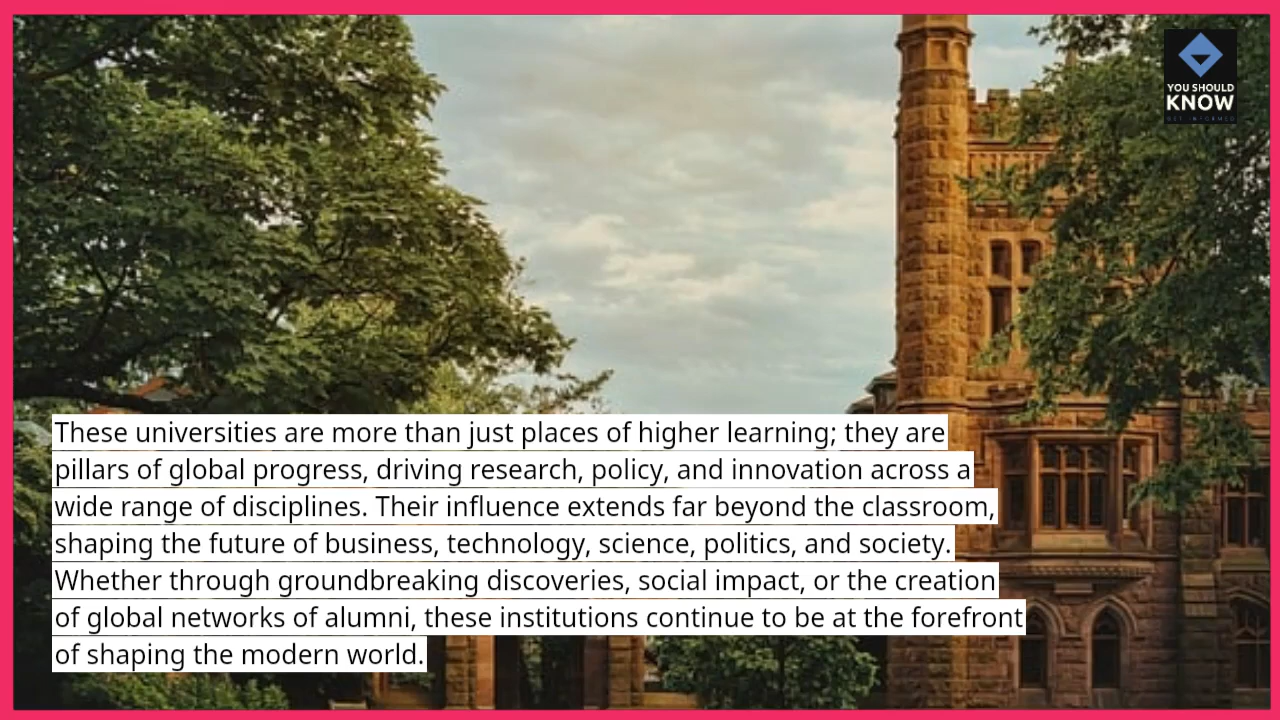 YOU SHOULD
KNOW
GET INFORMED
These universities are more than just places of higher learning; they are
pillars of global progress, driving research, policy, and innovation across a
wide range of disciplines. Their influence extends far beyond the classroom,
shaping the future of business, technology, science, politics, and society.
Whether through groundbreaking discoveries, social impact, or the creation
of global networks of alumni, these institutions continue to be at the forefront
of shaping the modern world.